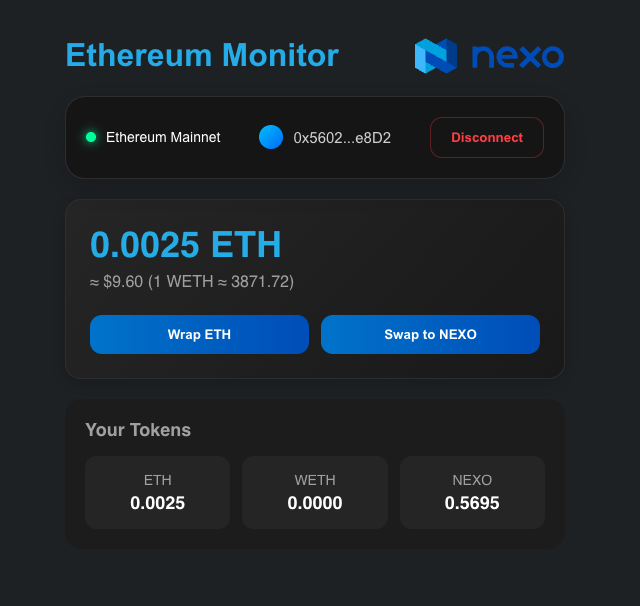 Ethereum Monitor
nexo
Ethereum Mainnet
0x5602...e8D2
Disconnect
0.0025 ETH
≈ $9.60 (1 WETH ≈ 3871.72)
Wrap ETH
Swap to NEXO
Your Tokens
ETH
0.0025
WETH
0.0000
NEXO
0.5695